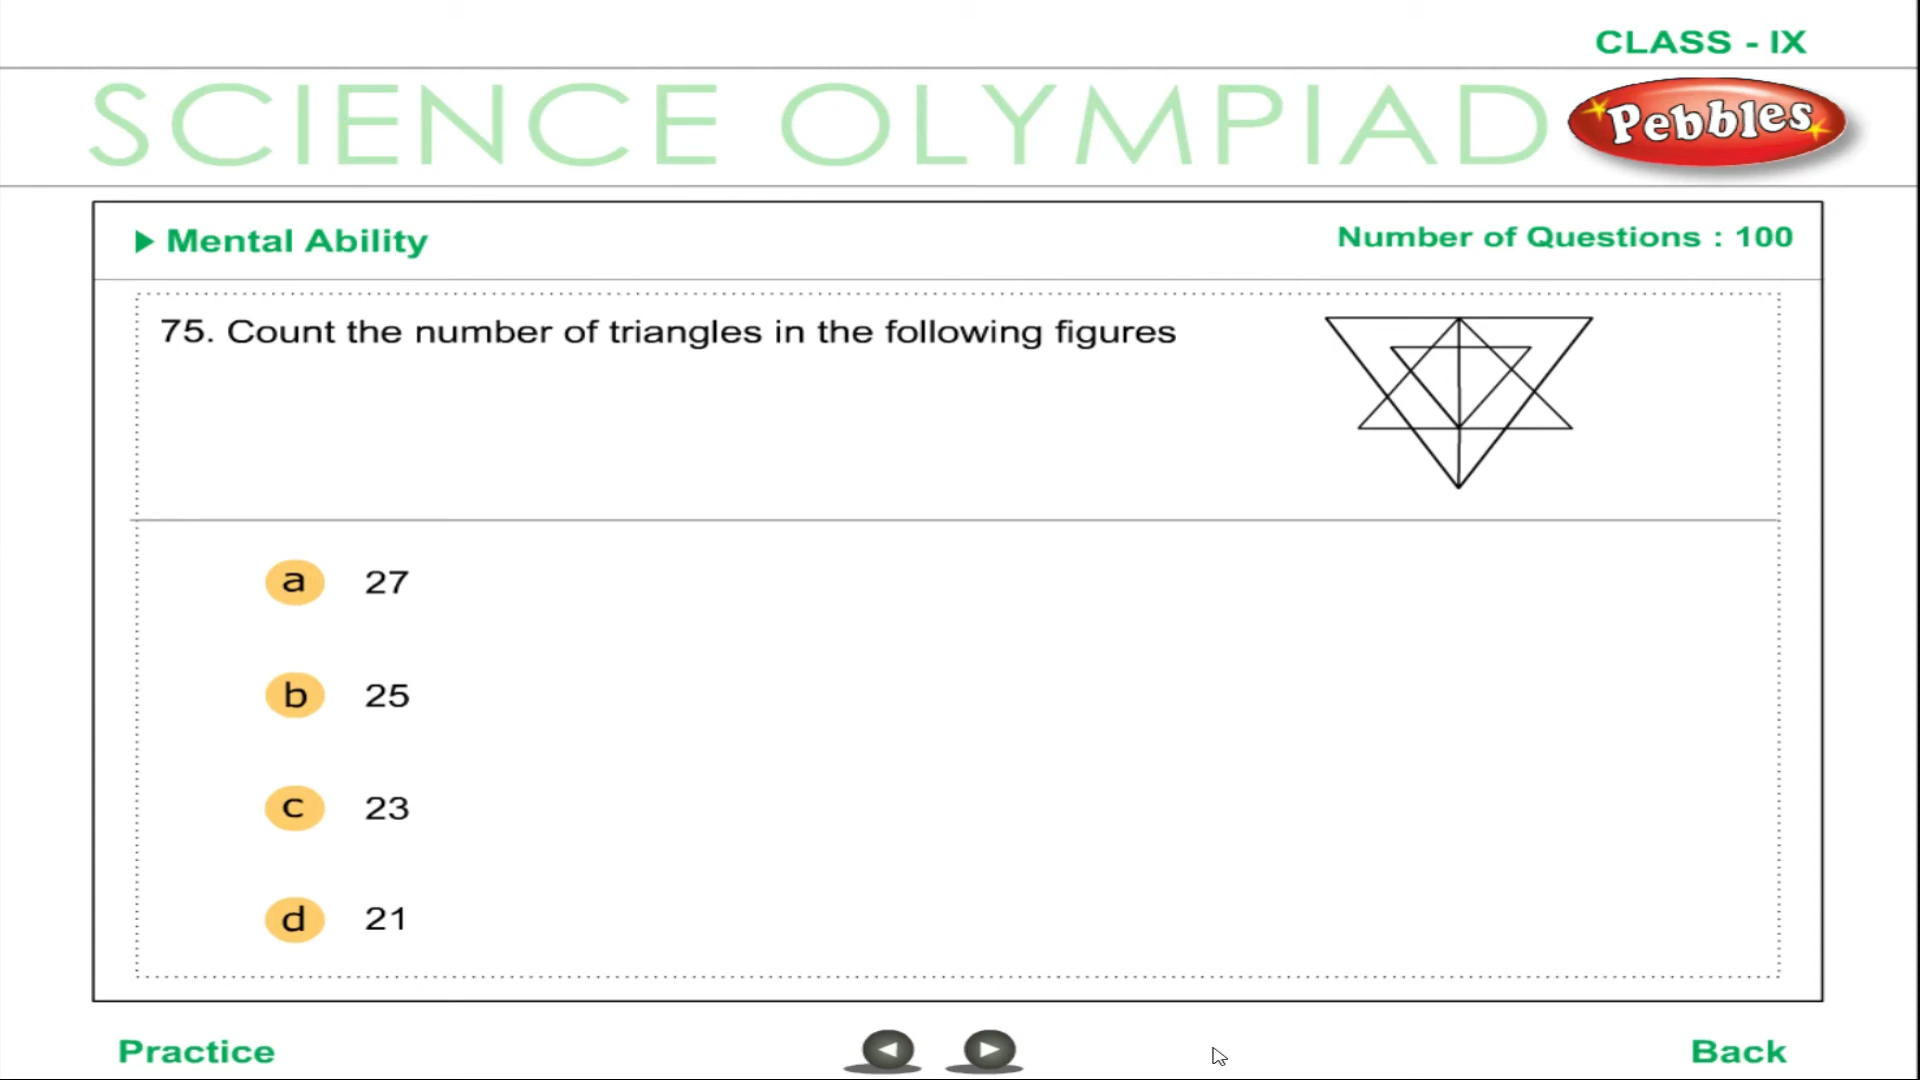 CLASS - IX
SCIENCE OLYMPIAD
Pebbles
Mental Ability
Number of Questions : 100
75. Count the number of triangles in the following figures
a 27
b 25
c 23
d 21
Practice
Back